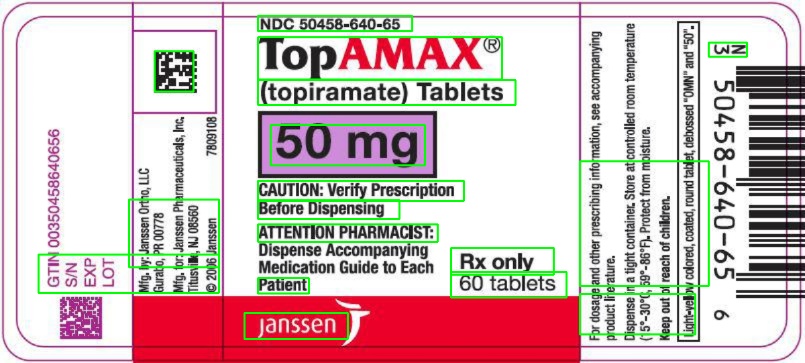 GTIN 00350458640656
S/N
EXP
LOT
Mfg. by: Janssen Ortho, LLC
Gurabo, PR 00778
Mfg. for: Janssen Pharmaceuticals, Inc.
Titusville, NJ 08560
© 2006 Janssen
7809108
NDC 50458-640-65
TopAMAX®
(topiramate) Tablets
50 mg
CAUTION: Verify Prescription
Before Dispensing
ATTENTION PHARMACIST:
Dispense Accompanying
Medication Guide to Each
Patient
Rx only
60 tablets
janssen
For dosage and other prescribing information, see accompanying
product literature.
Dispense in a tight container. Store at controlled room temperature
(15°-30°C, 59°-86°F). Protect from moisture.
Keep out of reach of children.
Light-yellow colored, coated, round tablet, debossed "OMN" and "50".
N
3 50458-640-65 6